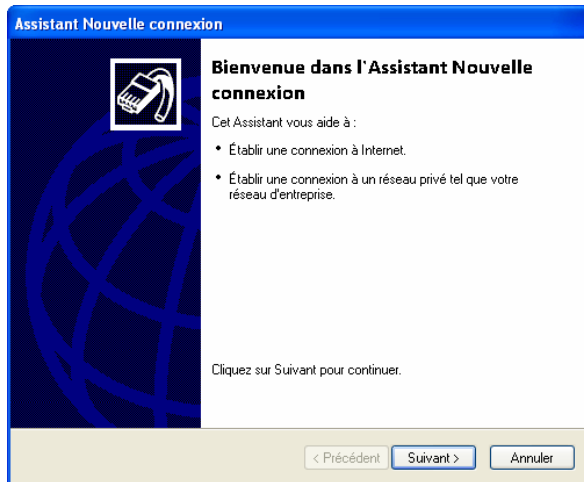 Assistant Nouvelle connexion
Bienvenue dans l'Assistant Nouvelle
connexion
Cet Assistant vous aide à :
• Établir une connexion à Internet.
• Établir une connexion à un réseau privé tel que votre
réseau d'entreprise.
Cliquez sur Suivant pour continuer.
< Précédent Suivant > Annuler